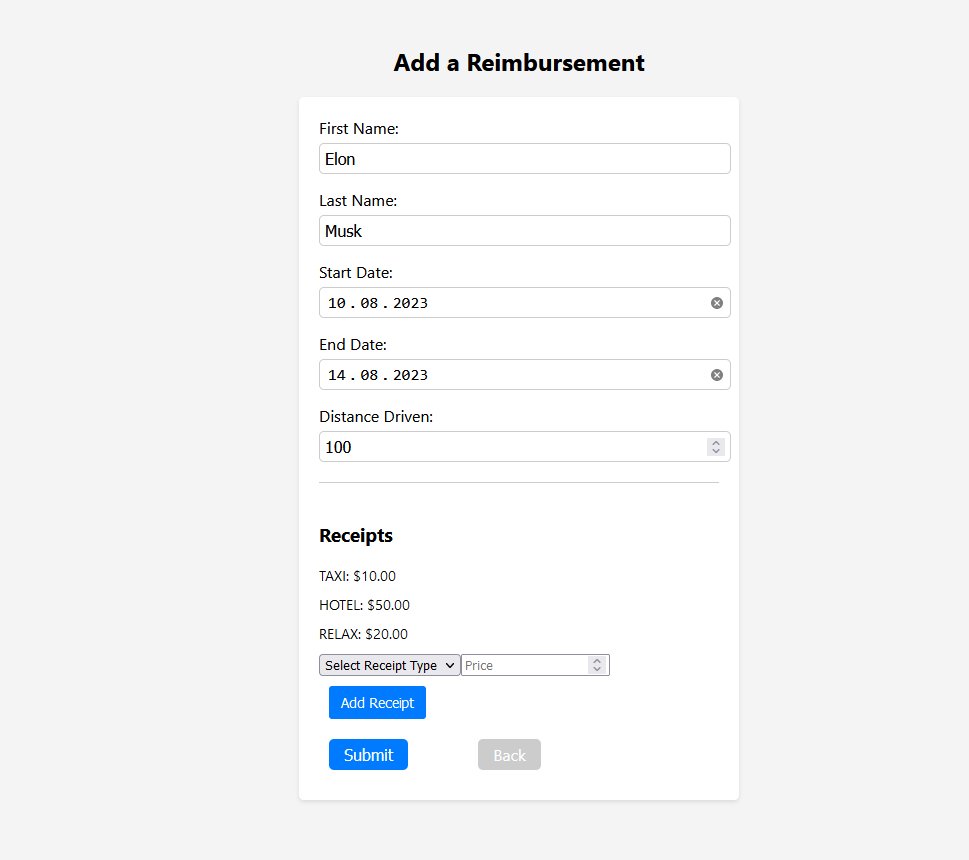 Add a Reimbursement
First Name:
Elon
Last Name:
Musk
Start Date:
10.08.2023
End Date:
14.08.2023
Distance Driven:
100
Receipts
TAXI: $10.00
HOTEL: $50.00
RELAX: $20.00
Select Receipt Type Price
Add Receipt
Submit Back